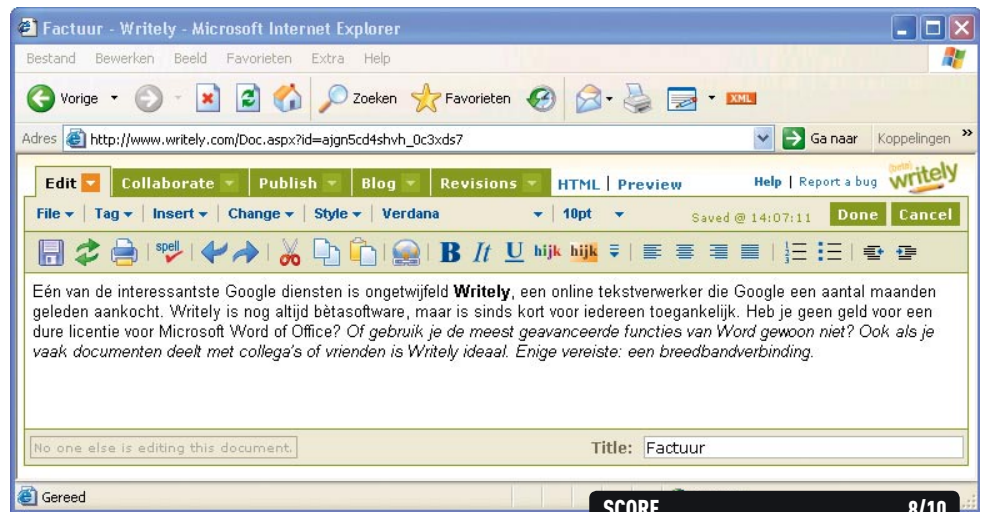 Factuur - Writely - Microsoft Internet Explorer
Bestand Bewerken Beeld Favorieten Extra Help
Vorige Zoeken Favorieten XML
Adres http://www.writely.com/Doc.aspx?id=ajgn5cd4shvh_0c3xds7 Ga naar Koppelingen »
Edit Collaborate Publish Blog Revisions HTML | Preview Help | Report a bug (beta) writely
File Tag Insert Change Style Verdana 10pt Saved @ 14:07:11 Done Cancel
spell B It U hijk hijk
Eén van de interessantste Google diensten is ongetwijfeld Writely, een online tekstverwerker die Google een aantal maanden
geleden aankocht. Writely is nog altijd bètasoftware, maar is sinds kort voor iedereen toegankelijk. Heb je geen geld voor een
dure licentie voor Microsoft Word of Office? Of gebruik je de meest geavanceerde functies van Word gewoon niet? Ook als je
vaak documenten deelt met collega's of vrienden is Writely ideaal. Enige vereiste: een breedbandverbinding.
No one else is editing this document. Title: Factuur
Gereed
SCORE 8/10